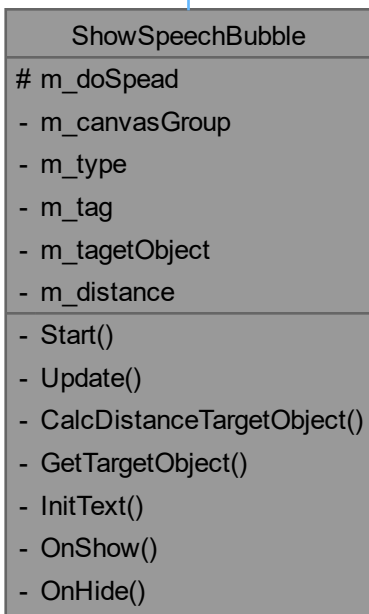 ShowSpeechBubble
# m_doSpead
- m_canvasGroup
- m_type
- m_tag
- m_tagetObject
- m_distance
- Start()
- Update()
- CalcDistanceTargetObject()
- GetTargetObject()
- InitText()
- OnShow()
- OnHide()